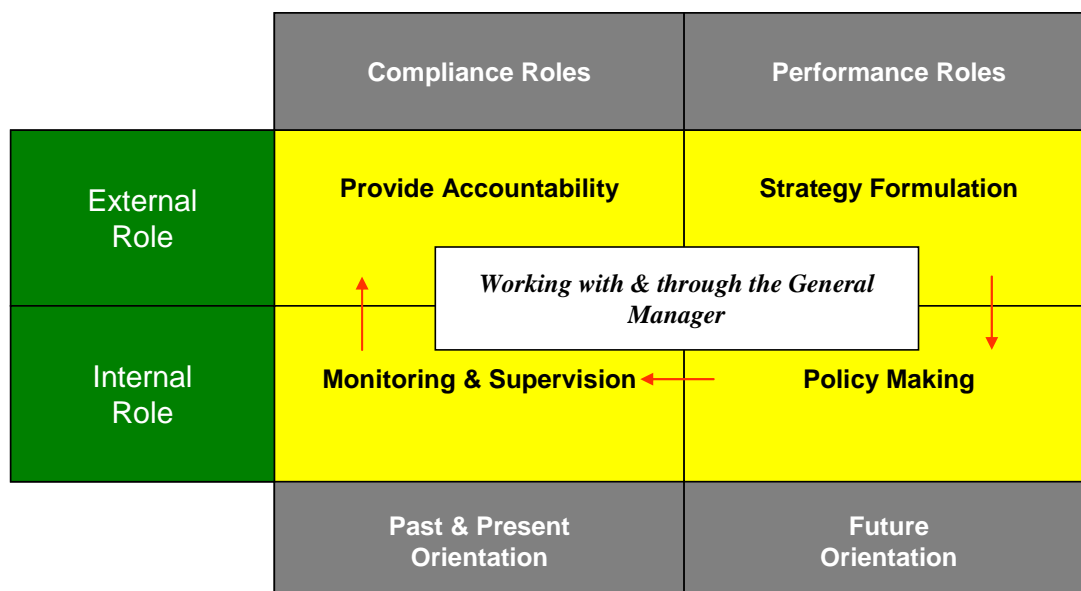 Compliance Roles
Performance Roles
External
Role
Provide Accountability
Strategy Formulation
Working with & through the General
Manager
Internal
Role
Monitoring & Supervision
Policy Making
Past & Present
Orientation
Future
Orientation